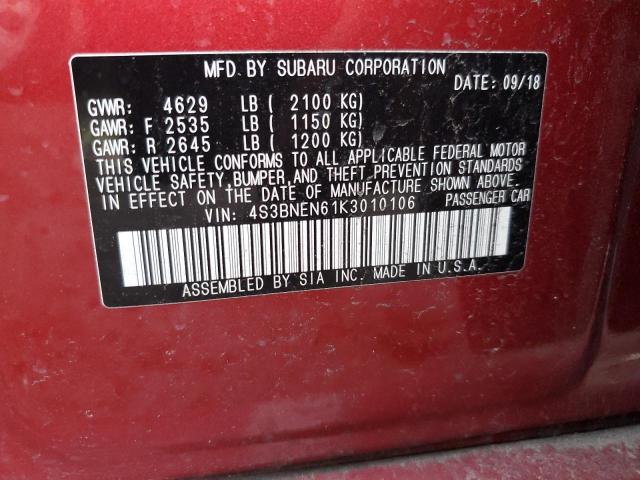 MFD. BY SUBARU CORPORATION
DATE: 09/18
GVWR: 4629 LB ( 2100 KG)
GAWR: F 2535 LB ( 1150 KG)
GAWR: R 2645 LB ( 1200 KG)
THIS VEHICLE CONFORMS TO ALL APPLICABLE FEDERAL MOTOR
VEHICLE SAFETY, BUMPER, AND THEFT PREVENTION STANDARDS
IN EFFECT ON THE DATE OF MANUFACTURE SHOWN ABOVE.
VIN: 4S3BNEN61K3010106 PASSENGER CAR
ASSEMBLED BY SIA INC. MADE IN U.S.A.